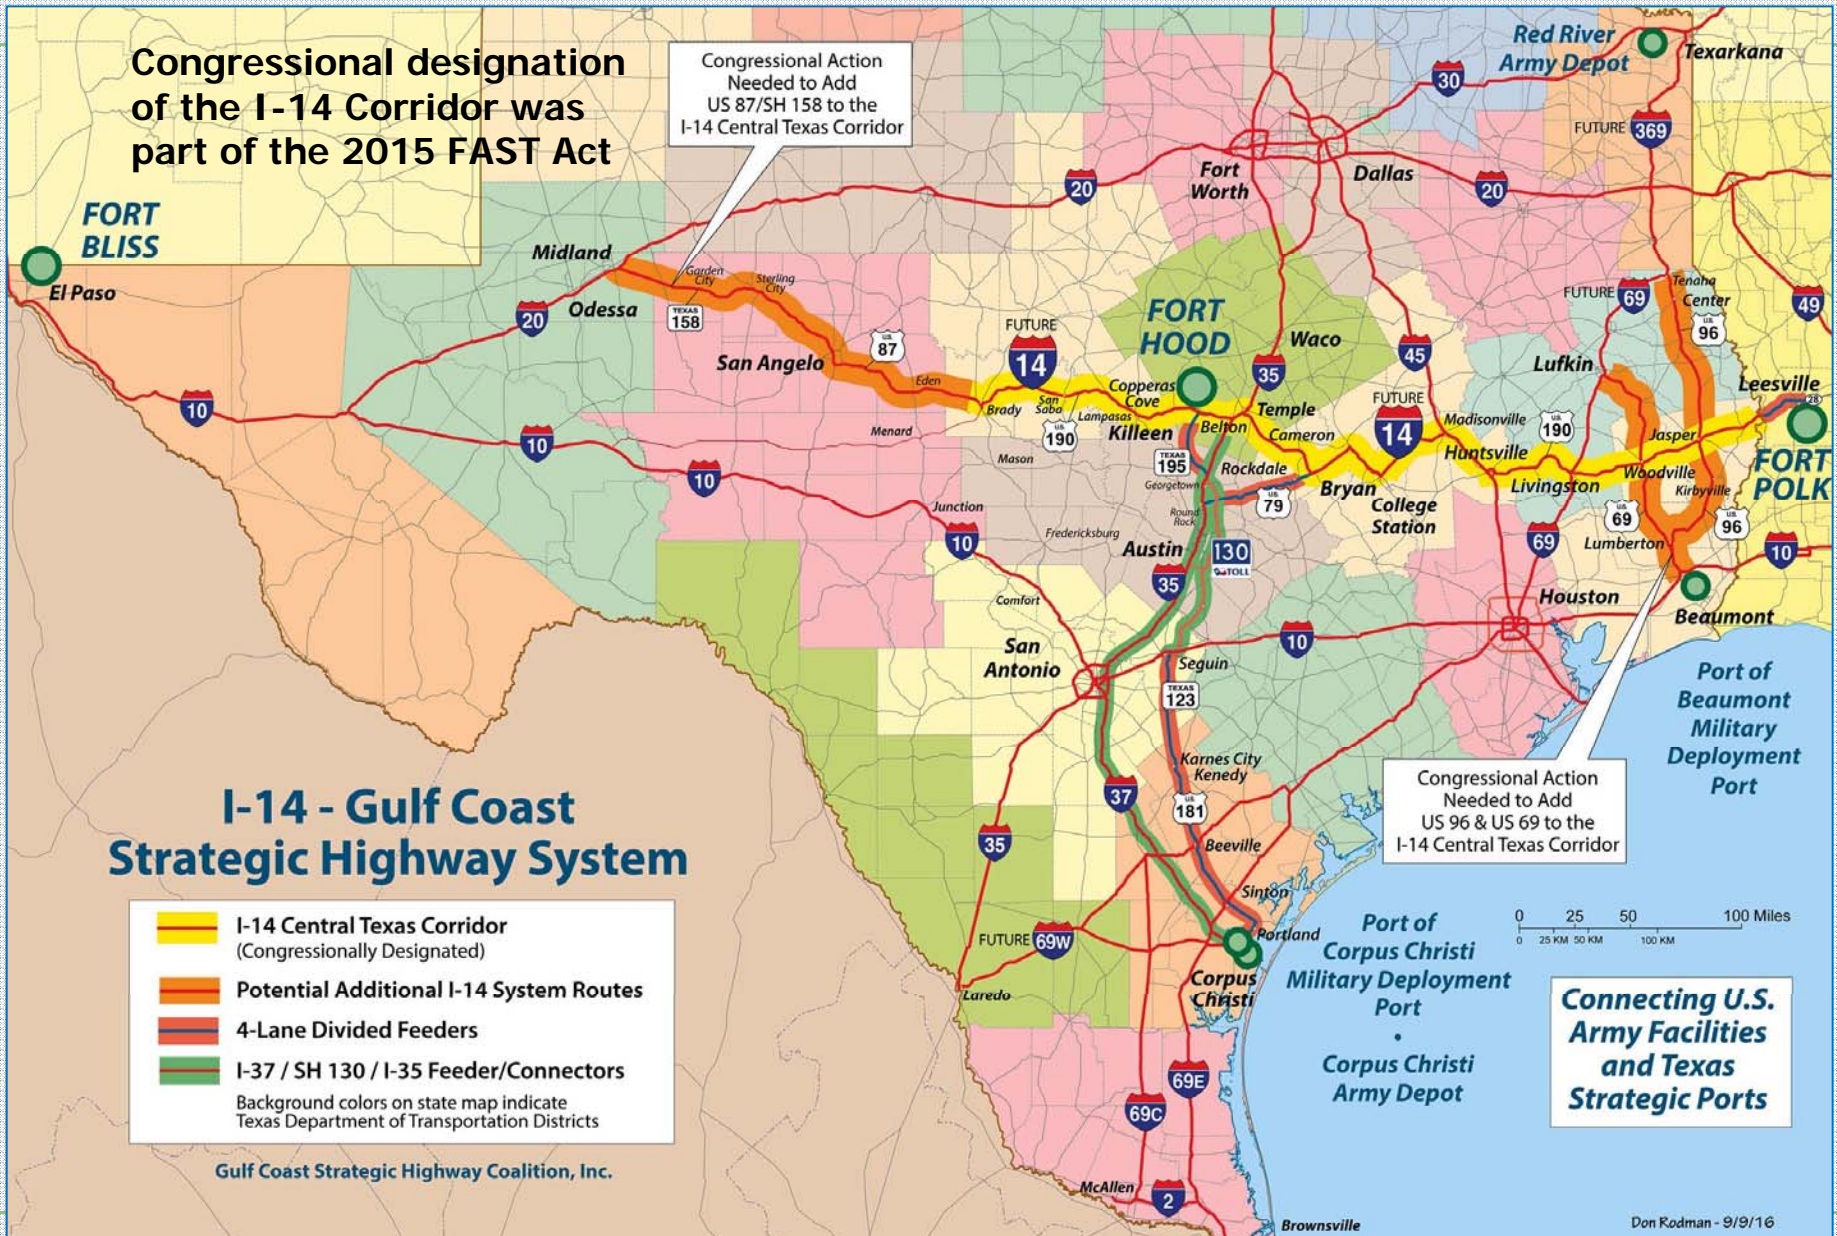 Congressional designation
of the I-14 Corridor was
part of the 2015 FAST Act
Congressional Action
Needed to Add
US 87/SH 158 to the
I-14 Central Texas Corridor
Red River
Army Depot
Texarkana
30
FUTURE 369
20
Fort
Worth
Dallas
20
FORT
BLISS
El Paso
Midland
Odessa
20
Garden
City
Sterling
City
TEXAS
158
San Angelo
U.S.
87
Eden
FUTURE
14
FORT
HOOD
Waco
35
45
FUTURE 69
Tenaha
Center
U.S.
96
49
Lufkin
Leesville
28
10
10
10
Brady
San
Saba
Lampasas
Copperas
Cove
U.S.
190
Killeen
Belton
Temple
Cameron
FUTURE
14
Madisonville
U.S.
190
Huntsville
Livingston
Jasper
Woodville
Kirbyville
FORT
POLK
Menard
Mason
TEXAS
195
Georgetown
Rockdale
U.S.
79
Bryan
College
Station
Round
Rock
Junction
10
Fredericksburg
Austin
130
TOLL
35
69
U.S.
69
U.S.
96
Lumberton
10
Beaumont
Houston
Comfort
San
Antonio
10
Seguin
TEXAS
123
Karnes City
Kenedy
37
U.S.
181
Beeville
Sinton
Portland
Corpus
Christi
35
FUTURE 69W
Laredo
69E
69C
McAllen
2
Brownsville
Port of
Beaumont
Military
Deployment
Port
Congressional Action
Needed to Add
US 96 & US 69 to the
I-14 Central Texas Corridor
Port of
Corpus Christi
Military Deployment
Port
•
Corpus Christi
Army Depot
0 25 50 100 Miles
0 25 KM 50 KM 100 KM
Connecting U.S.
Army Facilities
and Texas
Strategic Ports
I-14 - Gulf Coast
Strategic Highway System
I-14 Central Texas Corridor
(Congressionally Designated)
Potential Additional I-14 System Routes
4-Lane Divided Feeders
I-37 / SH 130 / I-35 Feeder/Connectors
Background colors on state map indicate
Texas Department of Transportation Districts
Gulf Coast Strategic Highway Coalition, Inc.
Don Rodman - 9/9/16